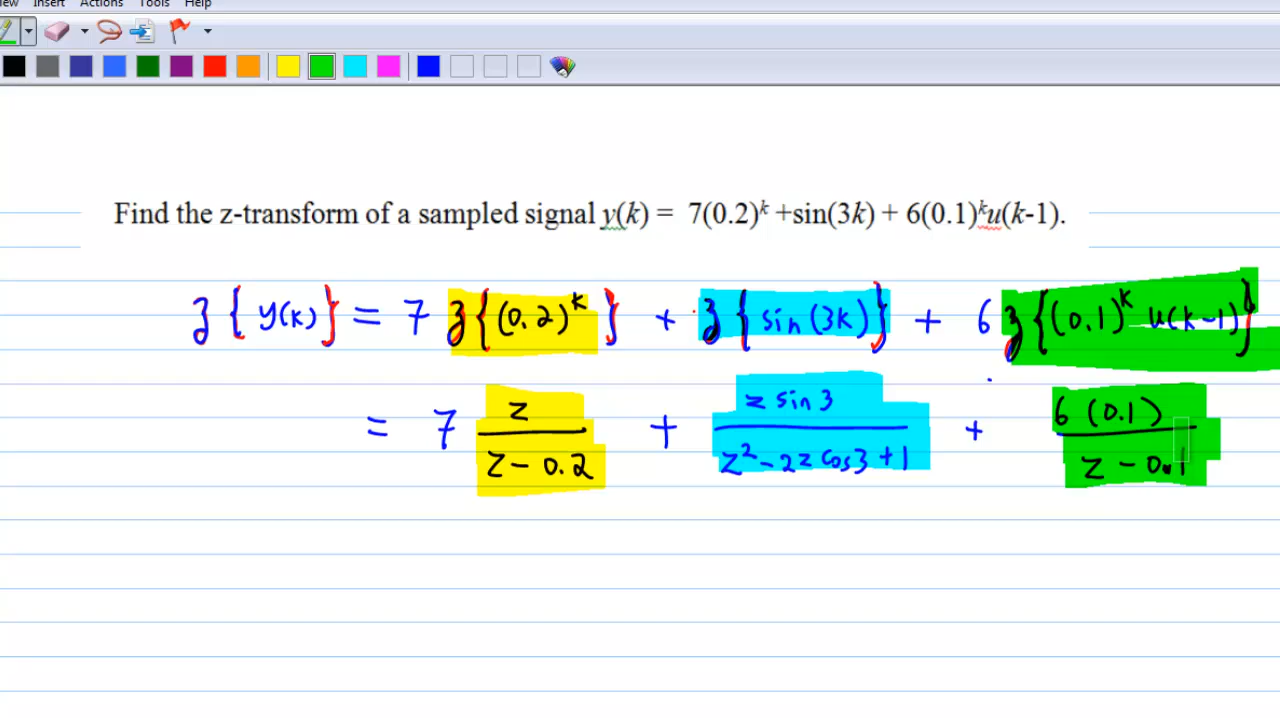 iew Insert Actions Tools Help
Find the z-transform of a sampled signal y(k) = 7(0.2)^k +sin(3k) + 6(0.1)^k u(k-1).
z { y(k) } = 7 z{ (0.2)^k } + z { sin (3k) } + 6 z{ (0.1)^k u(k-1) }
= 7 z / (z - 0.2) + z sin 3 / (z^2 - 2z cos 3 + 1) + 6 (0.1) / (z - 0.1)